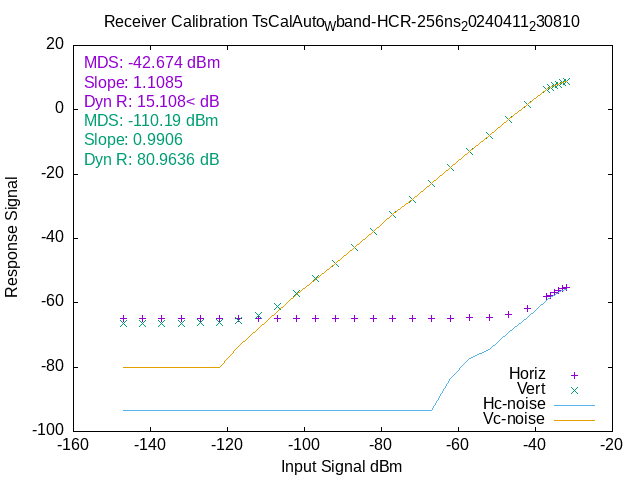 Receiver Calibration TsCalAutoWband-HCR-256ns20240411230810
20
0
-20
-40
-60
-80
-100
Response Signal
MDS: -42.674 dBm
Slope: 1.1085
Dyn R: 15.108< dB
MDS: -110.19 dBm
Slope: 0.9906
Dyn R: 80.9636 dB
Horiz
Vert
Hc-noise
Vc-noise
-160 -140 -120 -100 -80 -60 -40 -20
Input Signal dBm